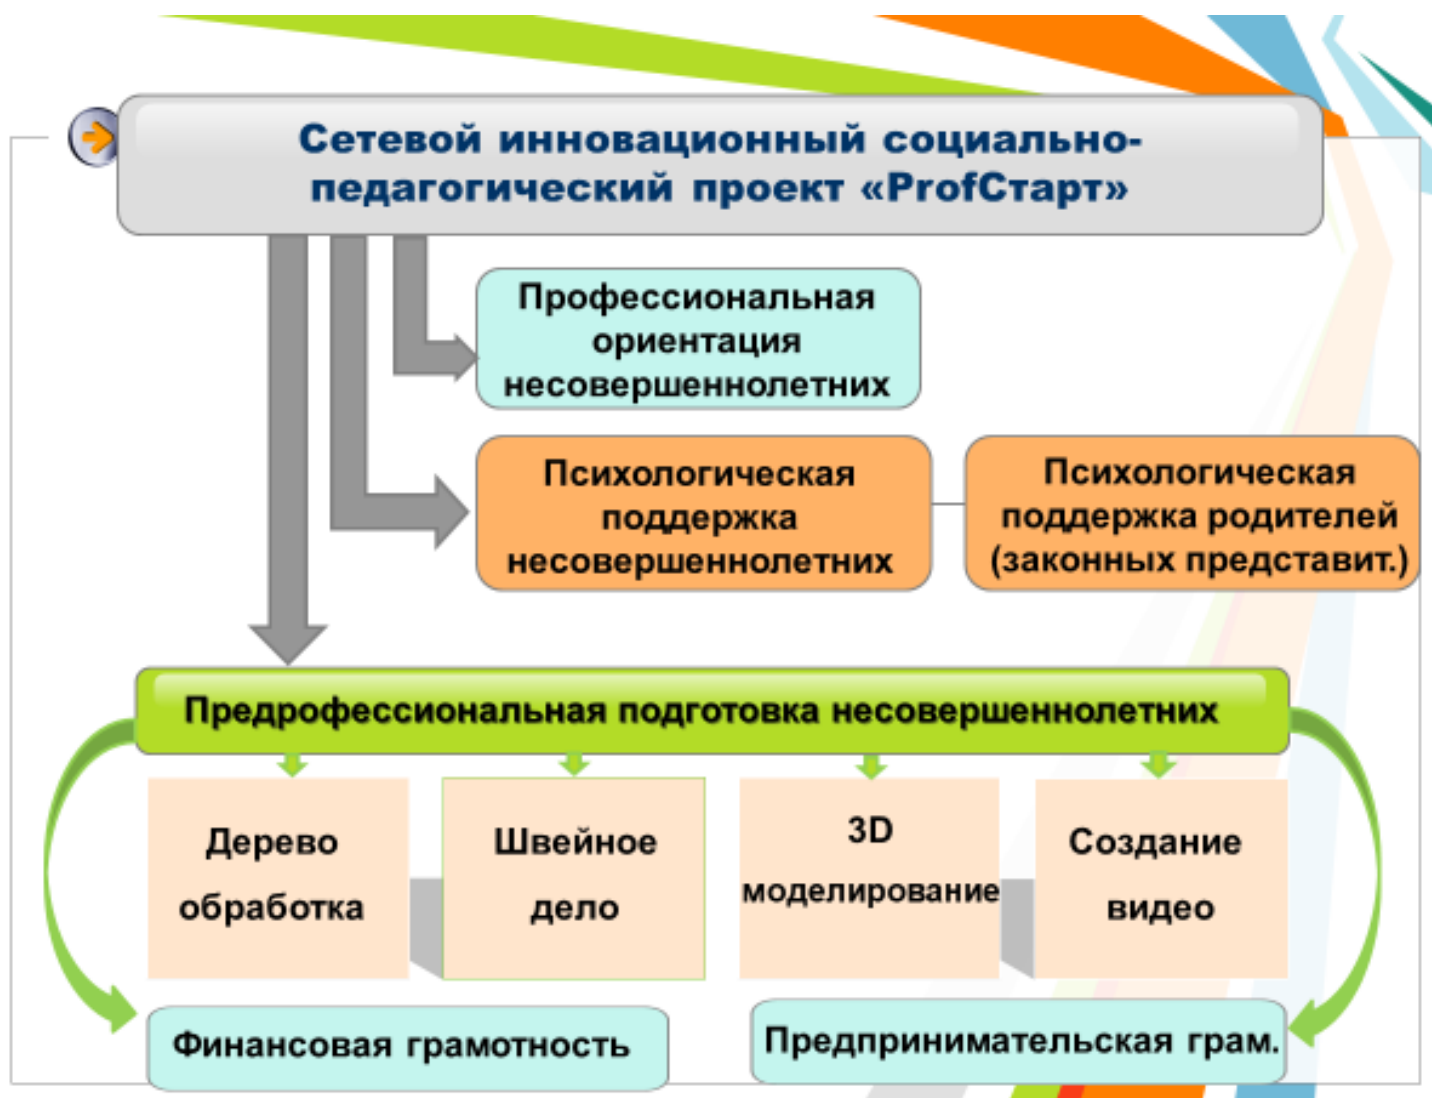 Сетевой инновационный социально-
педагогический проект «ProfСтарт»
Профессиональная
ориентация
несовершеннолетних
Психологическая
поддержка
несовершеннолетних
Психологическая
поддержка родителей
(законных представит.)
Предрофессиональная подготовка несовершеннолетних
Дерево
обработка
Швейное
дело
3D
моделирование
Создание
видео
Финансовая грамотность
Предпринимательская грам.